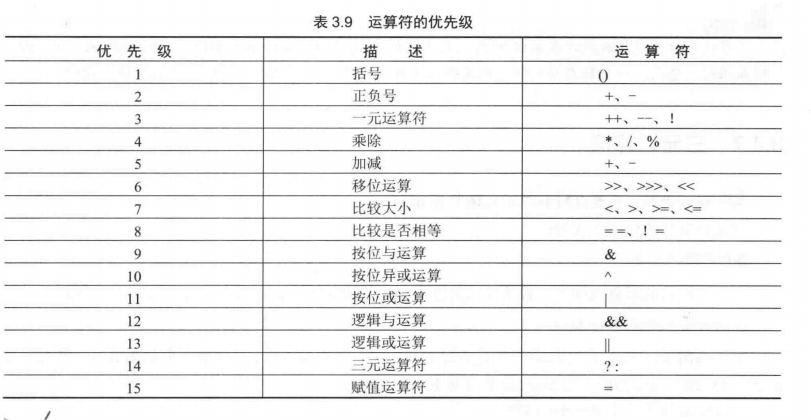 表 3.9 运算符的优先级
优 先 级 描 述 运 算 符
1 括号 ()
2 正负号 +、-
3 一元运算符 ++、--、!
4 乘除 *、/、%
5 加减 +、-
6 移位运算 >>、>>>、<<
7 比较大小 <、>、>=、<=
8 比较是否相等 ==、! =
9 按位与运算 &
10 按位异或运算 ^
11 按位或运算 |
12 逻辑与运算 &&
13 逻辑或运算 ||
14 三元运算符 ? :
15 赋值运算符 =